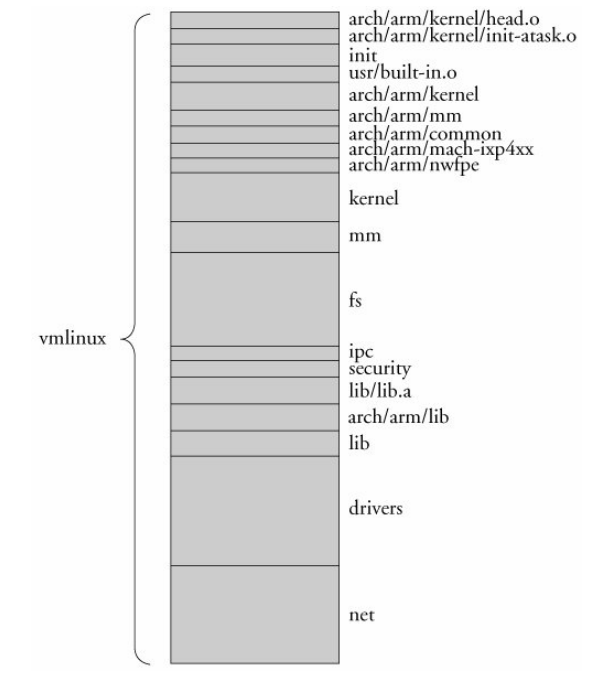 arch/arm/kernel/head.o
arch/arm/kernel/init-atask.o
init
usr/built-in.o
arch/arm/kernel
arch/arm/mm
arch/arm/common
arch/arm/mach-ixp4xx
arch/arm/nwfpe
kernel
mm
fs
vmlinux
ipc
security
lib/lib.a
arch/arm/lib
lib
drivers
net